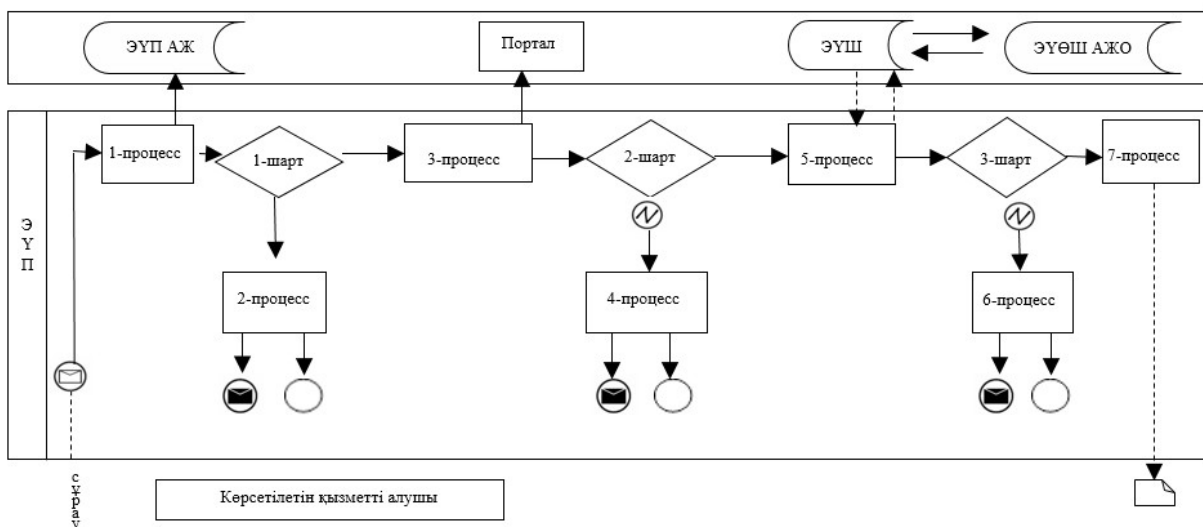 ЭҮП АЖ
Портал
ЭҮШ
ЭҮӨШ АЖО
1-процесс
1-шарт
3-процесс
2-шарт
5-процесс
3-шарт
7-процесс
ЭҮП
2-процесс
4-процесс
6-процесс
сұрау
Көрсетілетін қызметті алушы